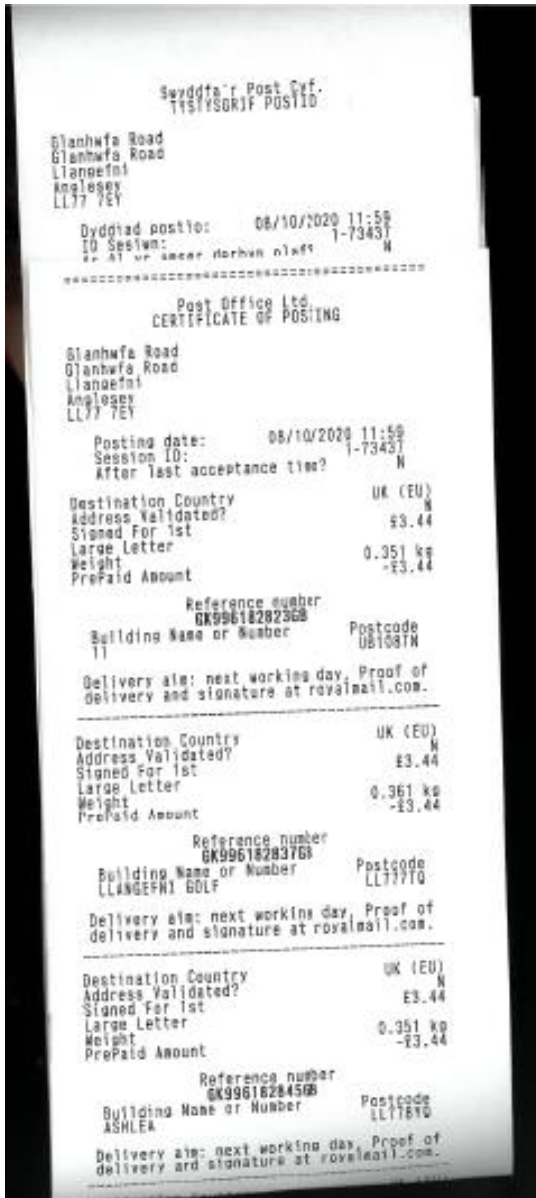 Swyddfa'r Post Cyf.
TYSTYSGRIF POSTIO
Glanhwfa Road
Glanhwfa Road
Llangefni
Anglesey
LL77 7EY
Dyddiad postio: 08/10/2020 11:59
ID Sesiwn: 1-73437
N
Post Office Ltd.
CERTIFICATE OF POSTING
Glanhwfa Road
Glanhwfa Road
Llangefni
Anglesey
LL77 7EY
Posting date: 08/10/2020 11:59
Session ID: 1-73437
After last acceptance time? N
Destination Country UK (EU)
Address Validated? N
Signed For 1st £3.44
Large Letter
Weight 0.351 kg
PrePaid Amount -£3.44
Reference number
GK996182823GB
Building Name or Number Postcode
11 UB108TN
Delivery aim: next working day. Proof of
delivery and signature at royalmail.com.
Destination Country UK (EU)
Address Validated? N
Signed For 1st £3.44
Large Letter
Weight 0.361 kg
PrePaid Amount -£3.44
Reference number
GK996182837GB
Building Name or Number Postcode
LLANGEFNI GOLF LL777TQ
Delivery aim: next working day. Proof of
delivery and signature at royalmail.com.
Destination Country UK (EU)
Address Validated? N
Signed For 1st £3.44
Large Letter
Weight 0.351 kg
PrePaid Amount -£3.44
Reference number
GK996182845GB
Building Name or Number Postcode
ASHLEA
Delivery aim: next working day. Proof of
delivery and signature at royalmail.com.